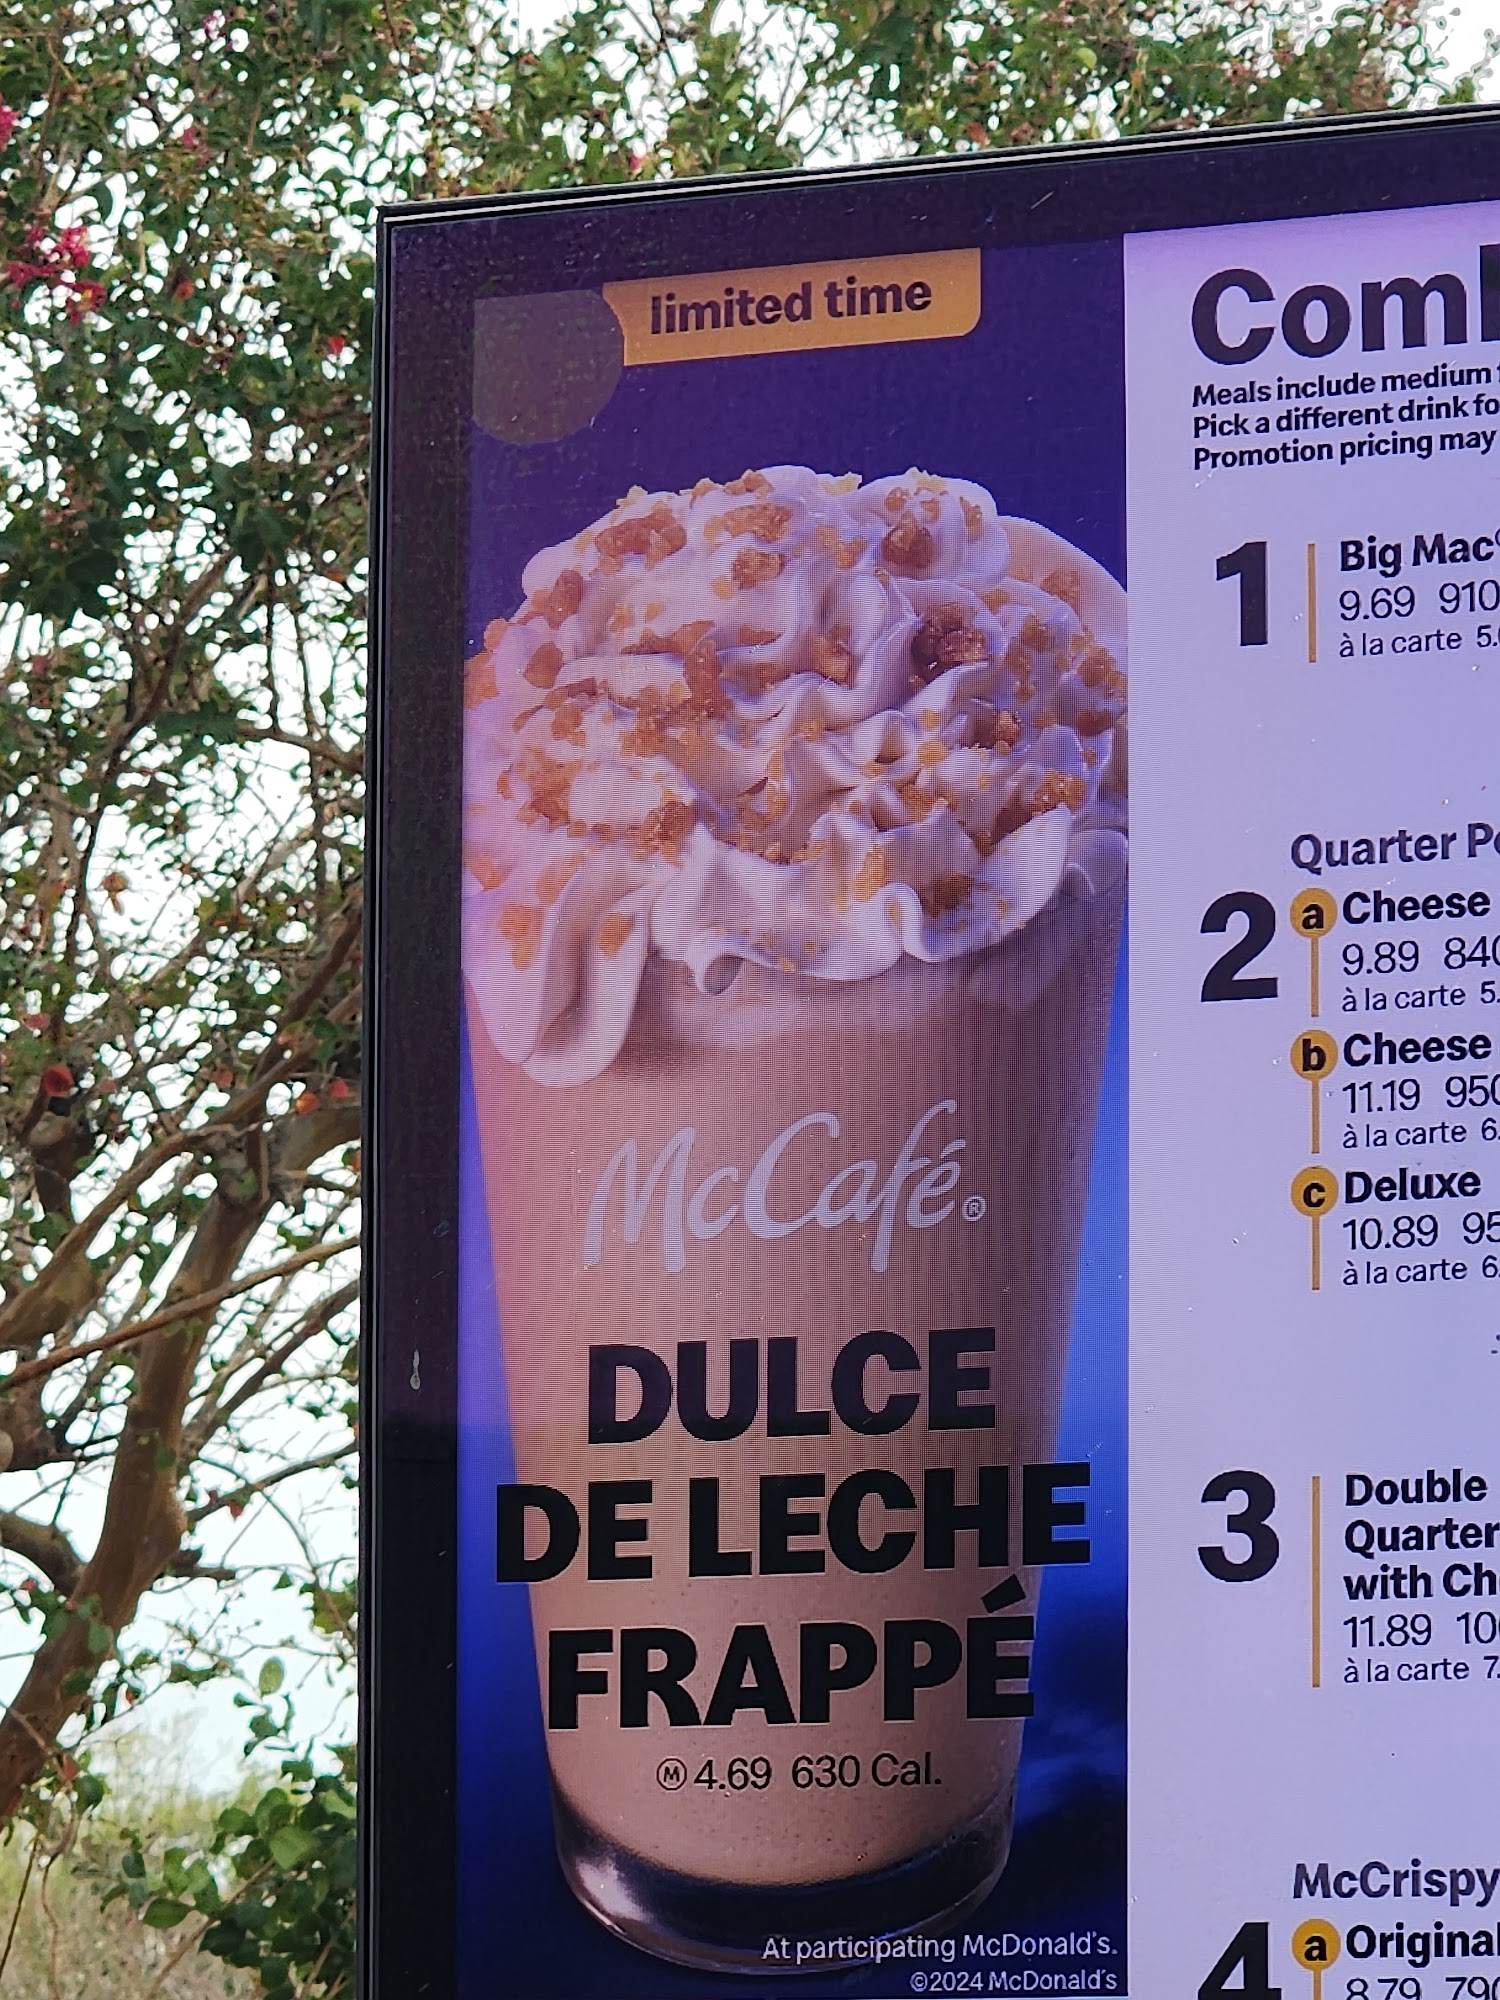 limited time
McCafé®
DULCE
DE LECHE
FRAPPÉ
Ⓜ 4.69 630 Cal.
At participating McDonald's.
©2024 McDonald's
Meals include medium
Pick a different drink
Promotion pricing may
1
Big Mac
9.69 910
à la carte
Quarter
2
a Cheese
9.89
à la carte
b Cheese
11.19
à la carte
c Deluxe
10.89
à la carte
3
Double
Quarter
with
11.89
à la carte
McCrispy
4
a Original
8.79